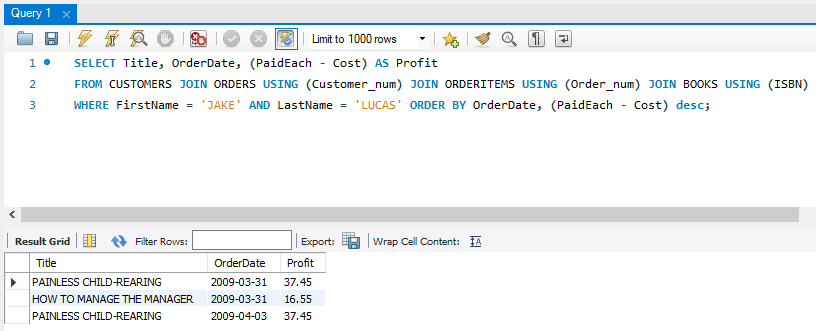 Query 1
Limit to 1000 rows
1 SELECT Title, OrderDate, (PaidEach - Cost) AS Profit
2 FROM CUSTOMERS JOIN ORDERS USING (Customer_num) JOIN ORDERITEMS USING (Order_num) JOIN BOOKS USING (ISBN)
3 WHERE FirstName = 'JAKE' AND LastName = 'LUCAS' ORDER BY OrderDate, (PaidEach - Cost) desc;
Result Grid Filter Rows: Export: Wrap Cell Content:
Title OrderDate Profit
PAINLESS CHILD-REARING 2009-03-31 37.45
HOW TO MANAGE THE MANAGER 2009-03-31 16.55
PAINLESS CHILD-REARING 2009-04-03 37.45